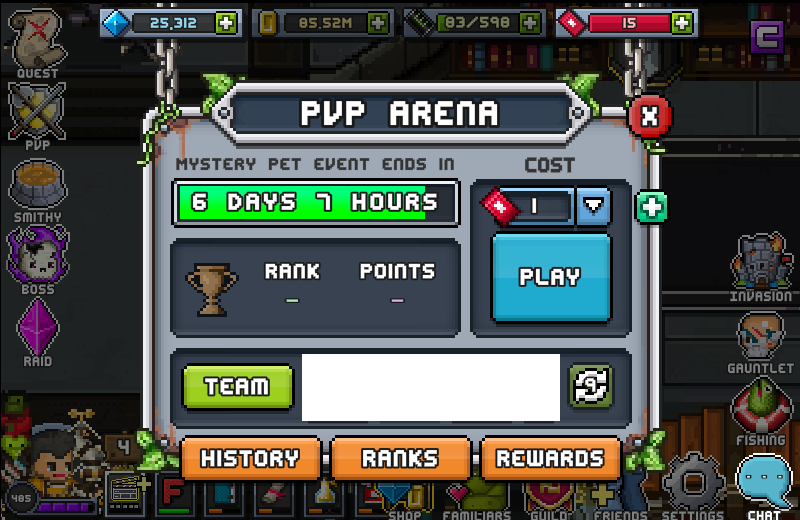 25,312
85.52M
83/598
15
C
QUEST
PVP ARENA
PVP
MYSTERY PET EVENT ENDS IN
COST
6 DAYS 7 HOURS
1
SMITHY
RANK
POINTS
-
-
PLAY
BOSS
INVASION
RAID
GAUNTLET
TEAM
9
FISHING
4
HISTORY
RANKS
REWARDS
485
F
SHOP
FAMILIARS
GUILD
FRIENDS
SETTINGS
CHAT